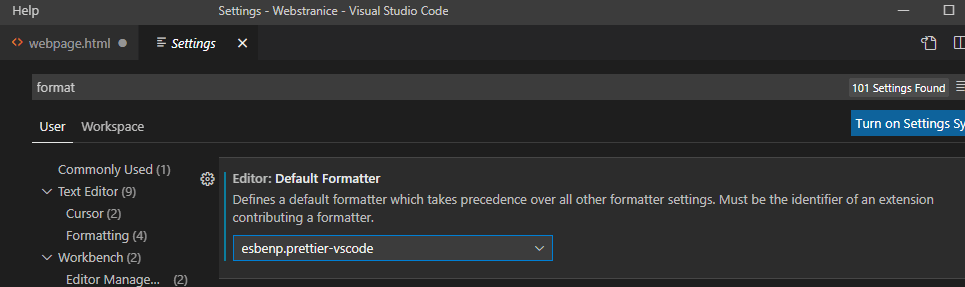 Help
Settings - Webstranice - Visual Studio Code
webpage.html
Settings
format
101 Settings Found
User
Workspace
Turn on Settings Sy
Commonly Used (1)
Text Editor (9)
Cursor (2)
Formatting (4)
Workbench (2)
Editor Manage... (2)
Editor: Default Formatter
Defines a default formatter which takes precedence over all other formatter settings. Must be the identifier of an extension
contributing a formatter.
esbenp.prettier-vscode